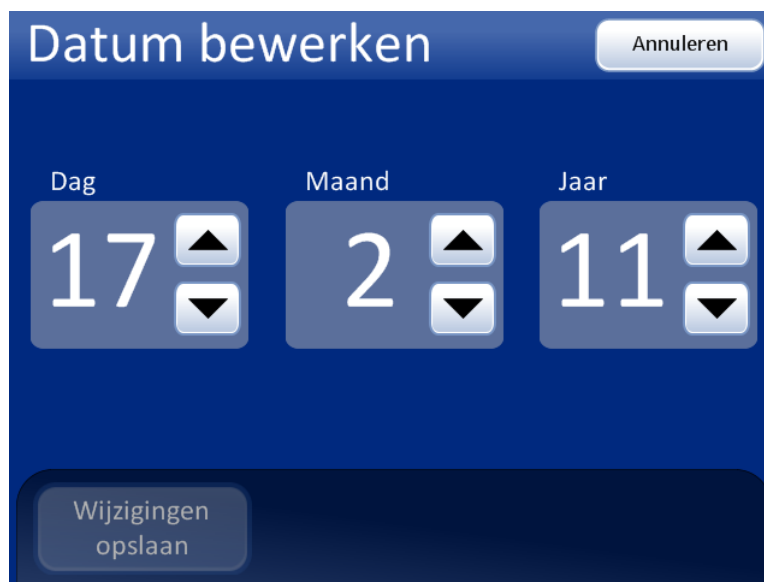 Datum bewerken
Annuleren
Dag
Maand
Jaar
17
2
11
Wijzigingen
opslaan